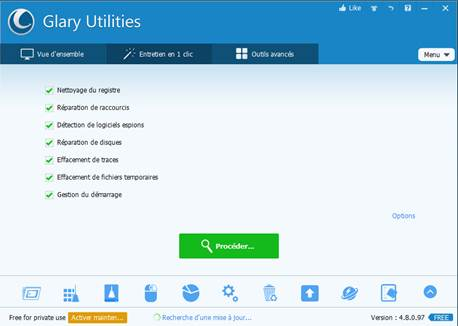 Like
Glary Utilities
Vue d'ensemble
Entretien en 1 clic
Outils avancés
Menu
Nettoyage du registre
Réparation de raccourcis
Détection de logiciels espions
Réparation de disques
Effacement de traces
Effacement de fichiers temporaires
Gestion du démarrage
Options
Procéder...
Free for private use
Activer mainten...
Recherche d'une mise à jour...
Version : 4.8.0.97
FREE